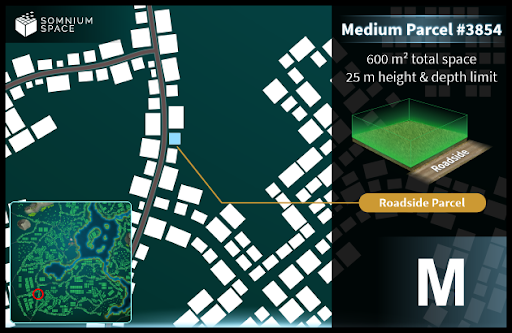 SOMNIUM
SPACE
Medium Parcel #3854
600 m² total space
25 m height & depth limit
Roadside
Roadside Parcel
M